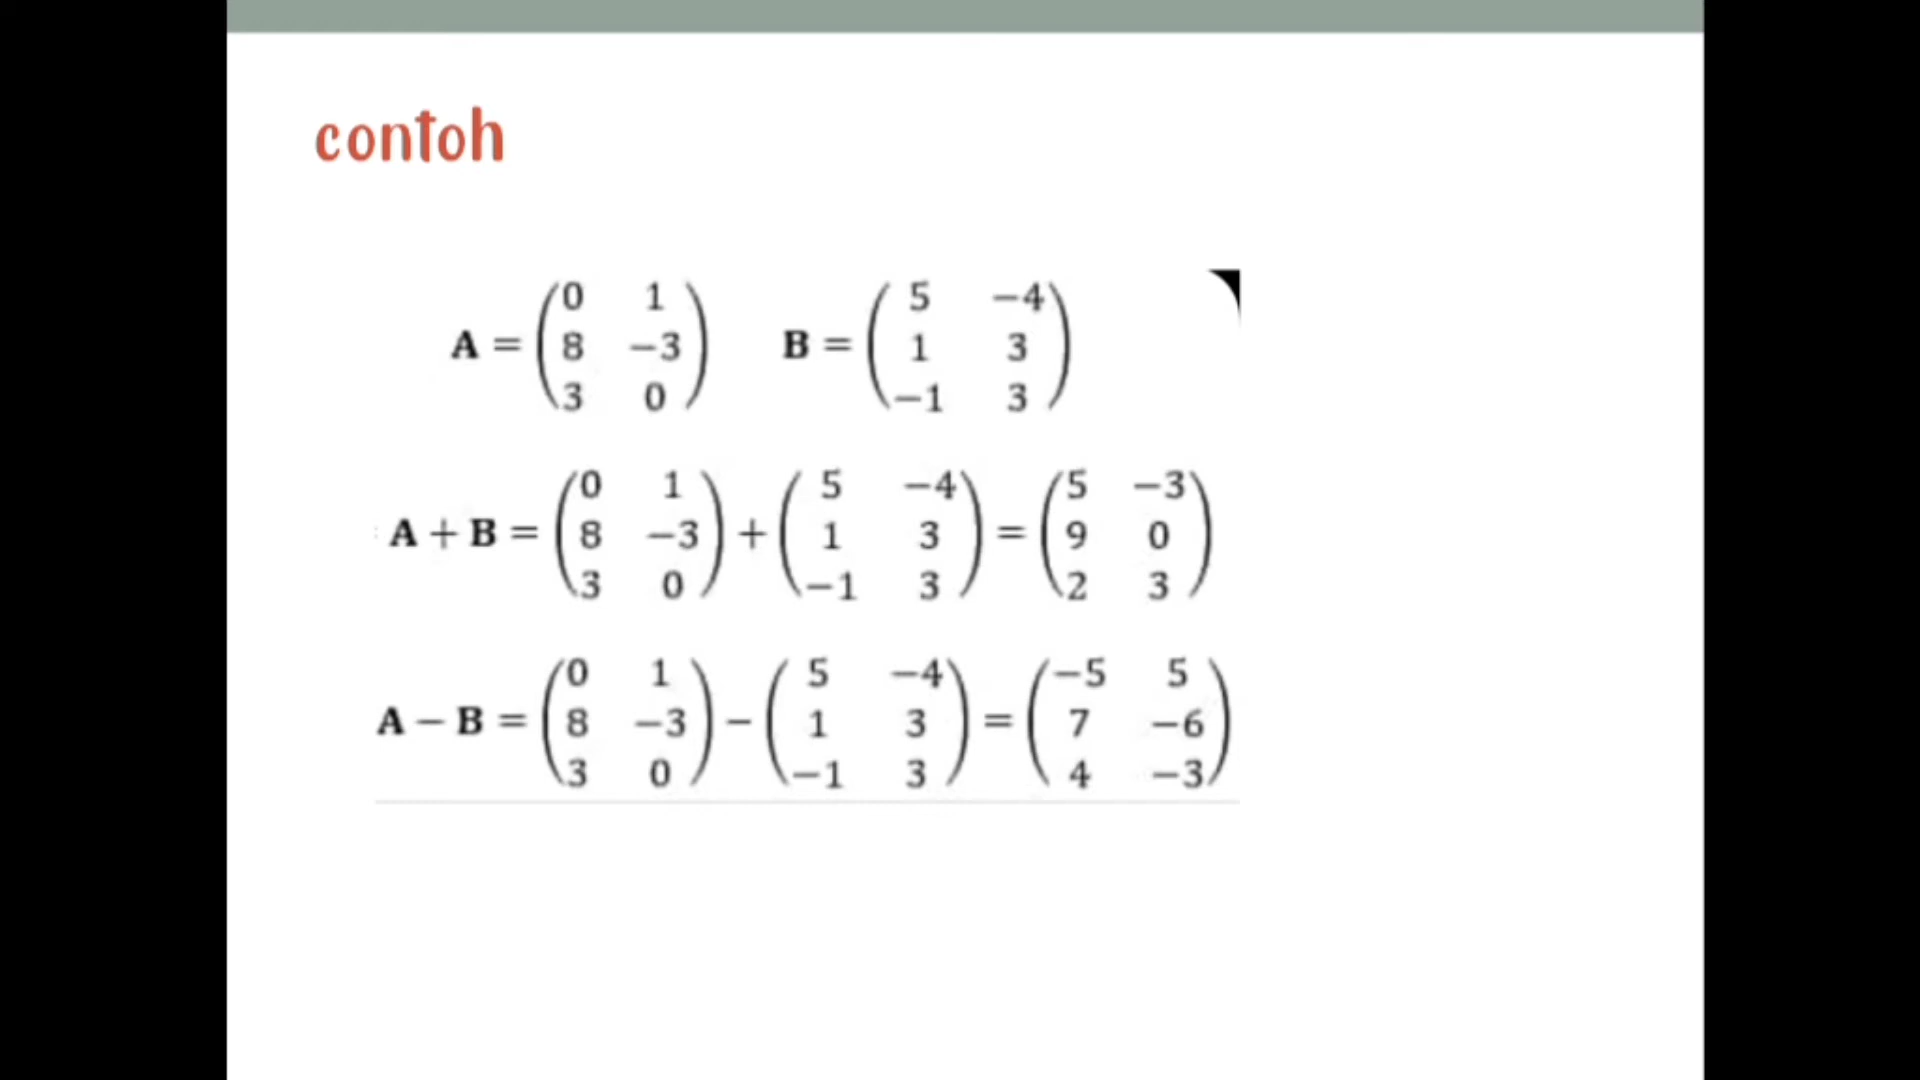 contoh
A = (0 1
8 −3
3 0) B = (5 −4
1 3
−1 3)
A + B = (0 1
8 −3
3 0) + (5 −4
1 3
−1 3) = (5 −3
9 0
2 3)
A − B = (0 1
8 −3
3 0) − (5 −4
1 3
−1 3) = (−5 5
7 −6
4 −3)